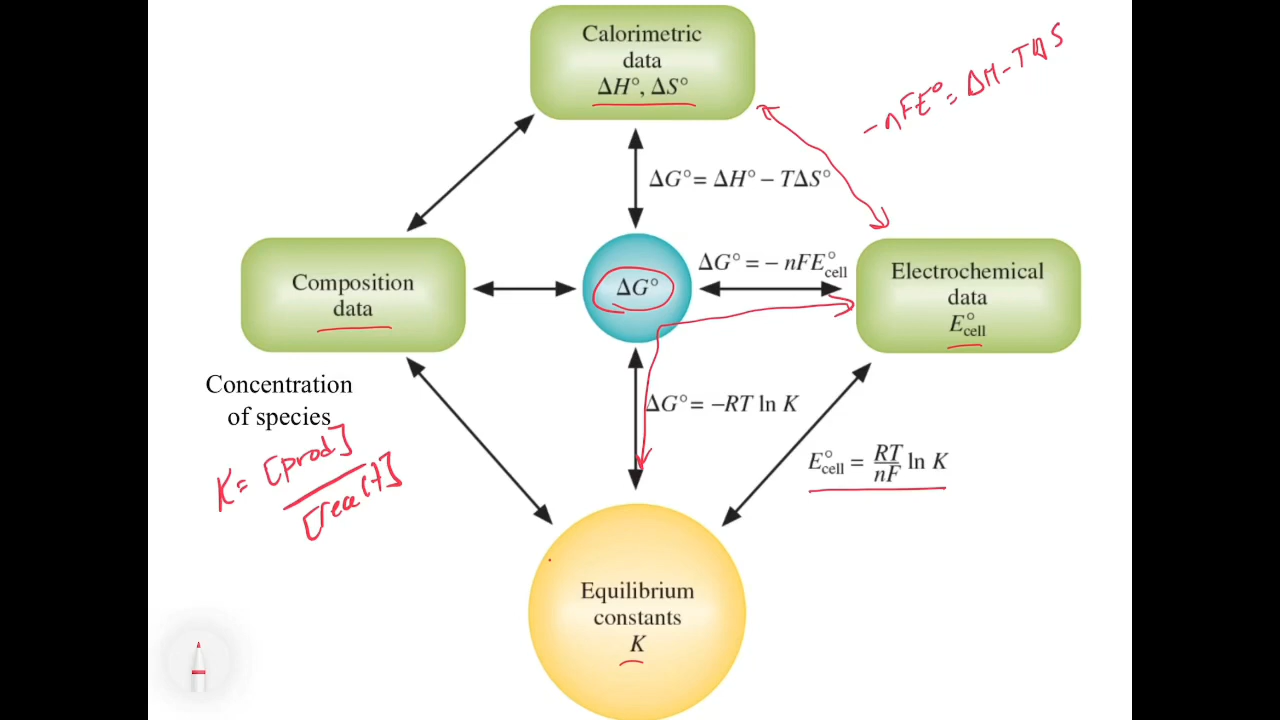 Calorimetric
data
ΔH°, ΔS°
-nFE° = ΔH-TΔS
ΔG° = ΔH° − TΔS°
Composition
data
ΔG°
ΔG° = − nFE°cell
Electrochemical
data
E°cell
Concentration
of species
K= [prod]
[react]
ΔG° = −RT ln K
E°cell = RT/nF ln K
Equilibrium
constants
K